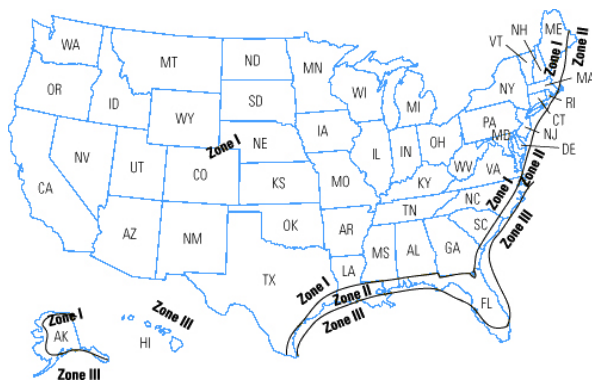 WA
MT
ND
MN
VT
NH
ME
Zone I
Zone II
OR
ID
SD
WI
MI
NY
MA
RI
CT
WY
Zone I
NE
IA
PA
NJ
MD
DE
NV
UT
CO
IL
IN
OH
WV
VA
Zone I
Zone II
CA
KS
MO
KY
NC
Zone III
AZ
NM
OK
AR
TN
SC
TX
LA
MS
AL
GA
Zone I
Zone II
Zone III
FL
Zone I
AK
Zone III
Zone III
HI